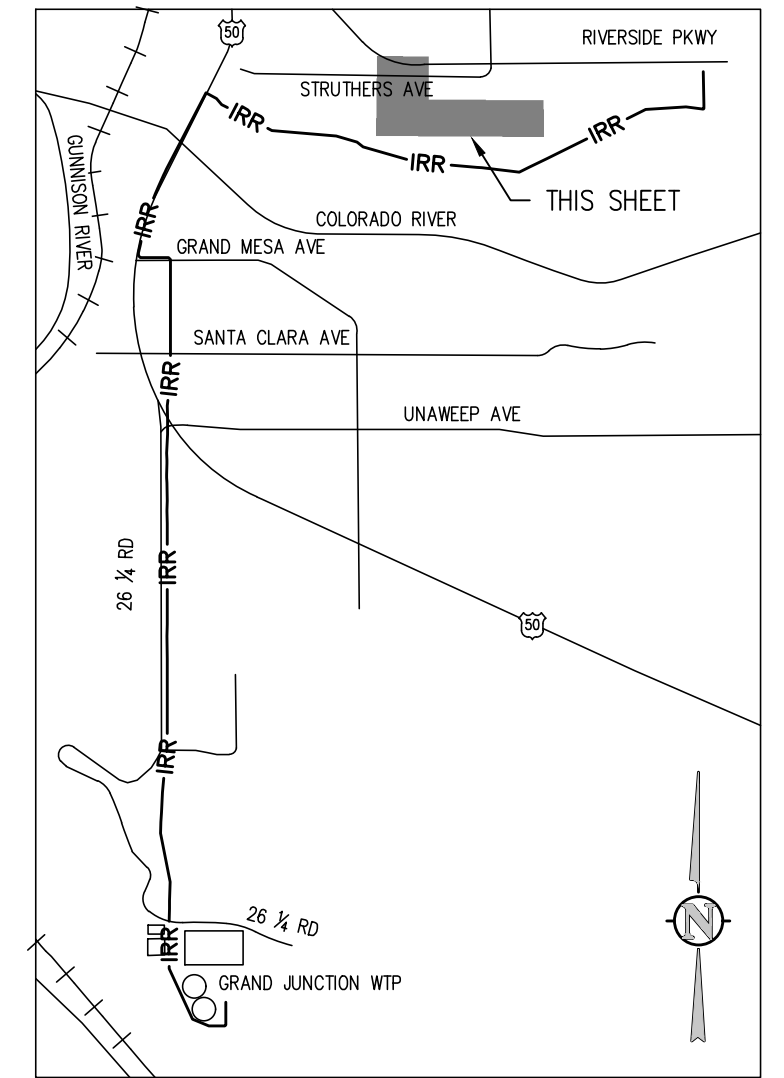 50
RIVERSIDE PKWY
STRUTHERS AVE
IRR
IRR
IRR
GUNNISON RIVER
THIS SHEET
IRR
COLORADO RIVER
GRAND MESA AVE
SANTA CLARA AVE
IRR
UNAWEEP AVE
26 ¼ RD
IRR
50
IRR
26 ¼ RD
IRR
GRAND JUNCTION WTP
N